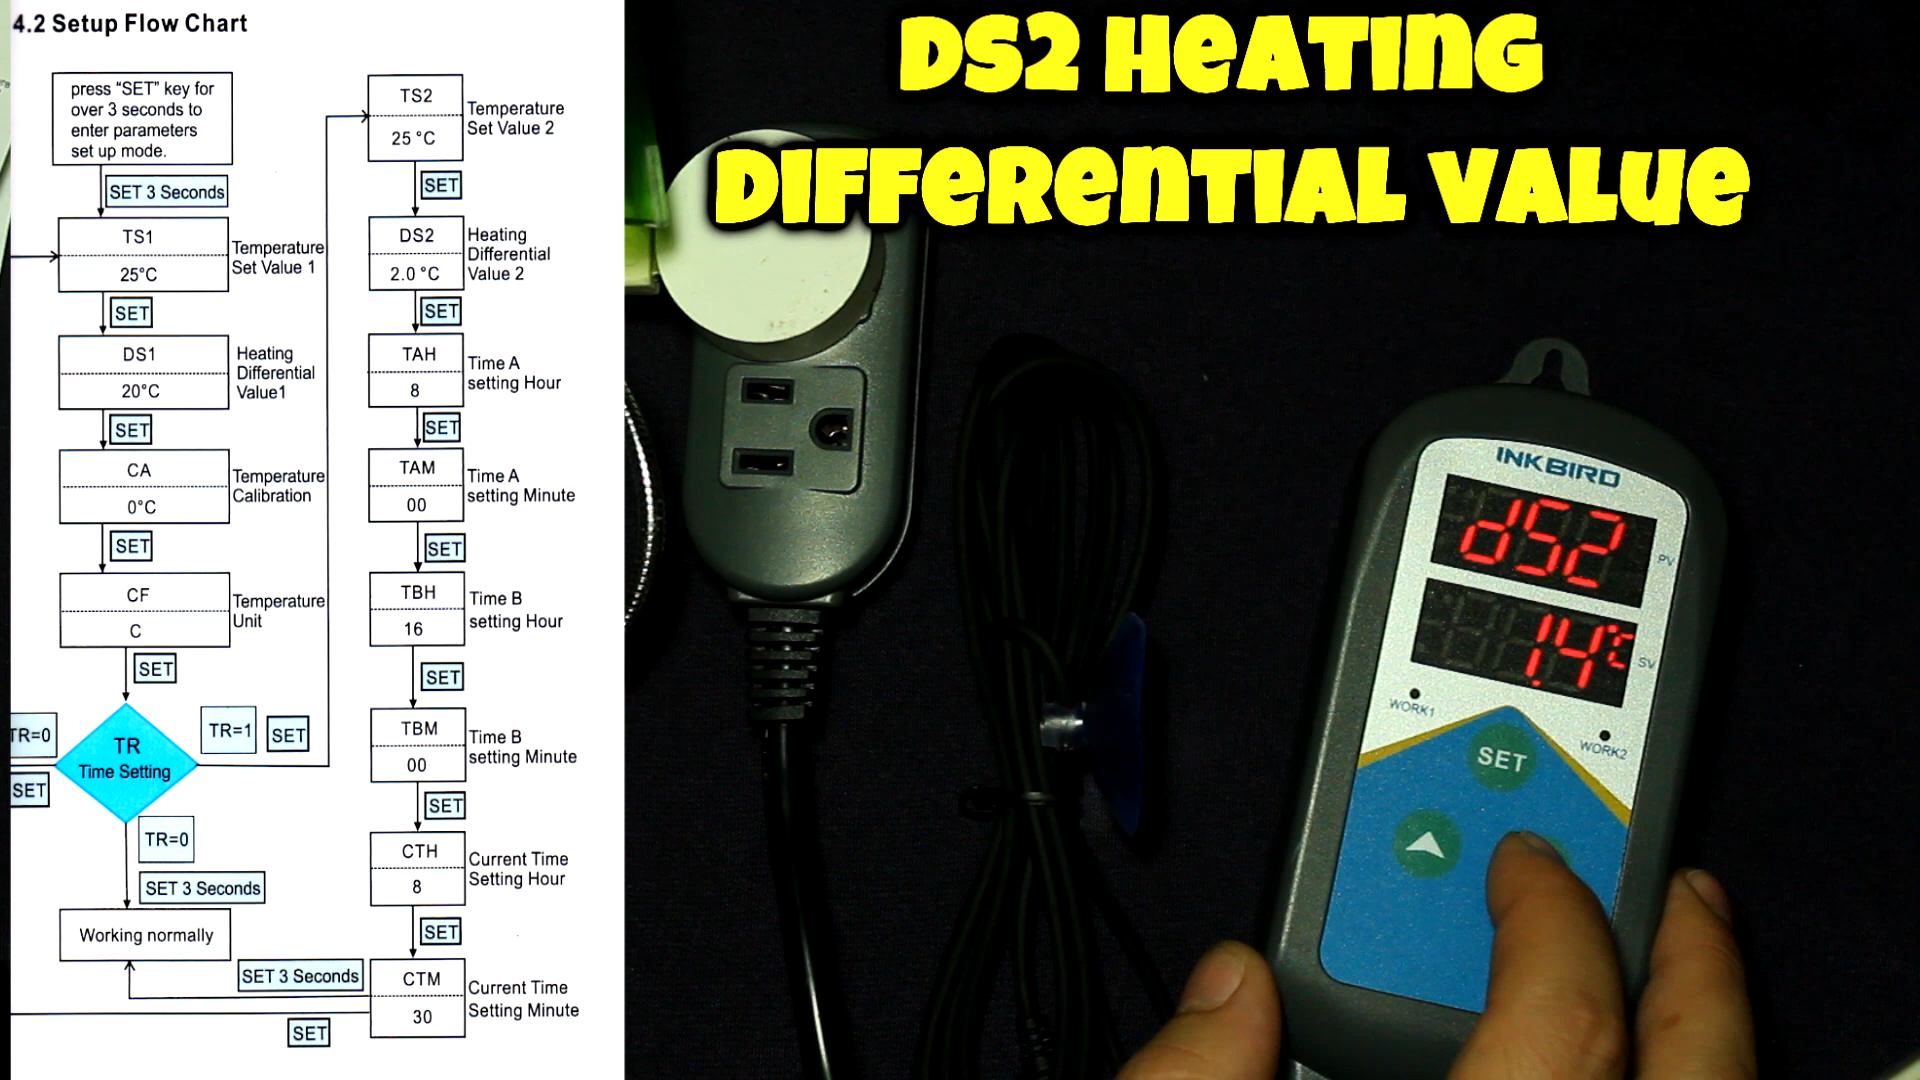 4.2 Setup Flow Chart
press “SET” key for
over 3 seconds to
enter parameters
set up mode.
SET 3 Seconds
TS1
25°C
Temperature
Set Value 1
SET
DS1
20°C
Heating
Differential
Value1
SET
CA
0°C
Temperature
Calibration
SET
CF
C
Temperature
Unit
SET
TR=0
SET
TR
Time Setting
TR=1
SET
TR=0
SET 3 Seconds
Working normally
SET 3 Seconds
SET
TS2
25 °C
Temperature
Set Value 2
SET
DS2
2.0 °C
Heating
Differential
Value 2
SET
TAH
8
Time A
setting Hour
SET
TAM
00
Time A
setting Minute
SET
TBH
16
Time B
setting Hour
SET
TBM
00
Time B
setting Minute
SET
CTH
8
Current Time
Setting Hour
SET
CTM
30
Current Time
Setting Minute
DS2 HeATING
DIFFeRentIAL VALue
INKBIRD
dS2
PV
1.4°C
SV
WORK1
WORK2
SET